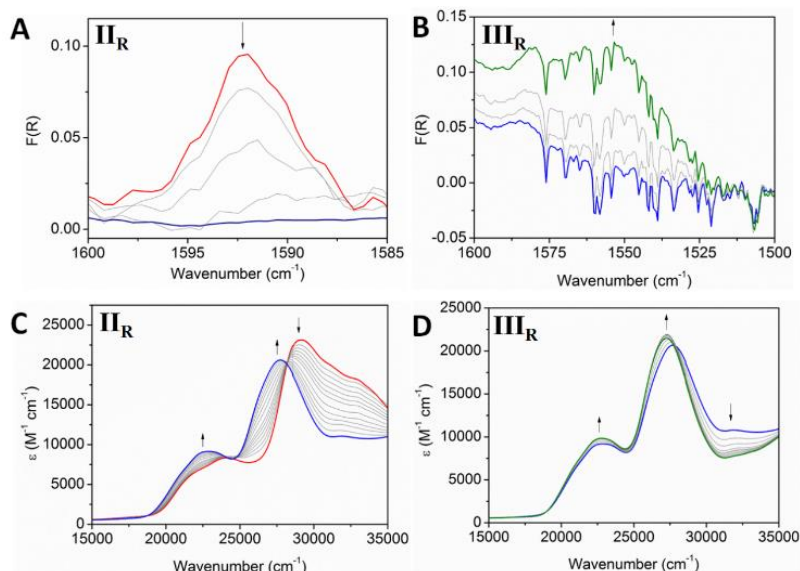 A
II_R
0.10
0.05
0.00
F(R)
1600
1595
1590
1585
Wavenumber (cm⁻¹)
B
III_R
0.15
0.10
0.05
0.00
-0.05
F(R)
1600
1575
1550
1525
1500
Wavenumber (cm⁻¹)
C
II_R
25000
20000
15000
10000
5000
0
ε (M⁻¹ cm⁻¹)
15000
20000
25000
30000
35000
Wavenumber (cm⁻¹)
D
III_R
25000
20000
15000
10000
5000
0
ε (M⁻¹ cm⁻¹)
15000
20000
25000
30000
35000
Wavenumber (cm⁻¹)